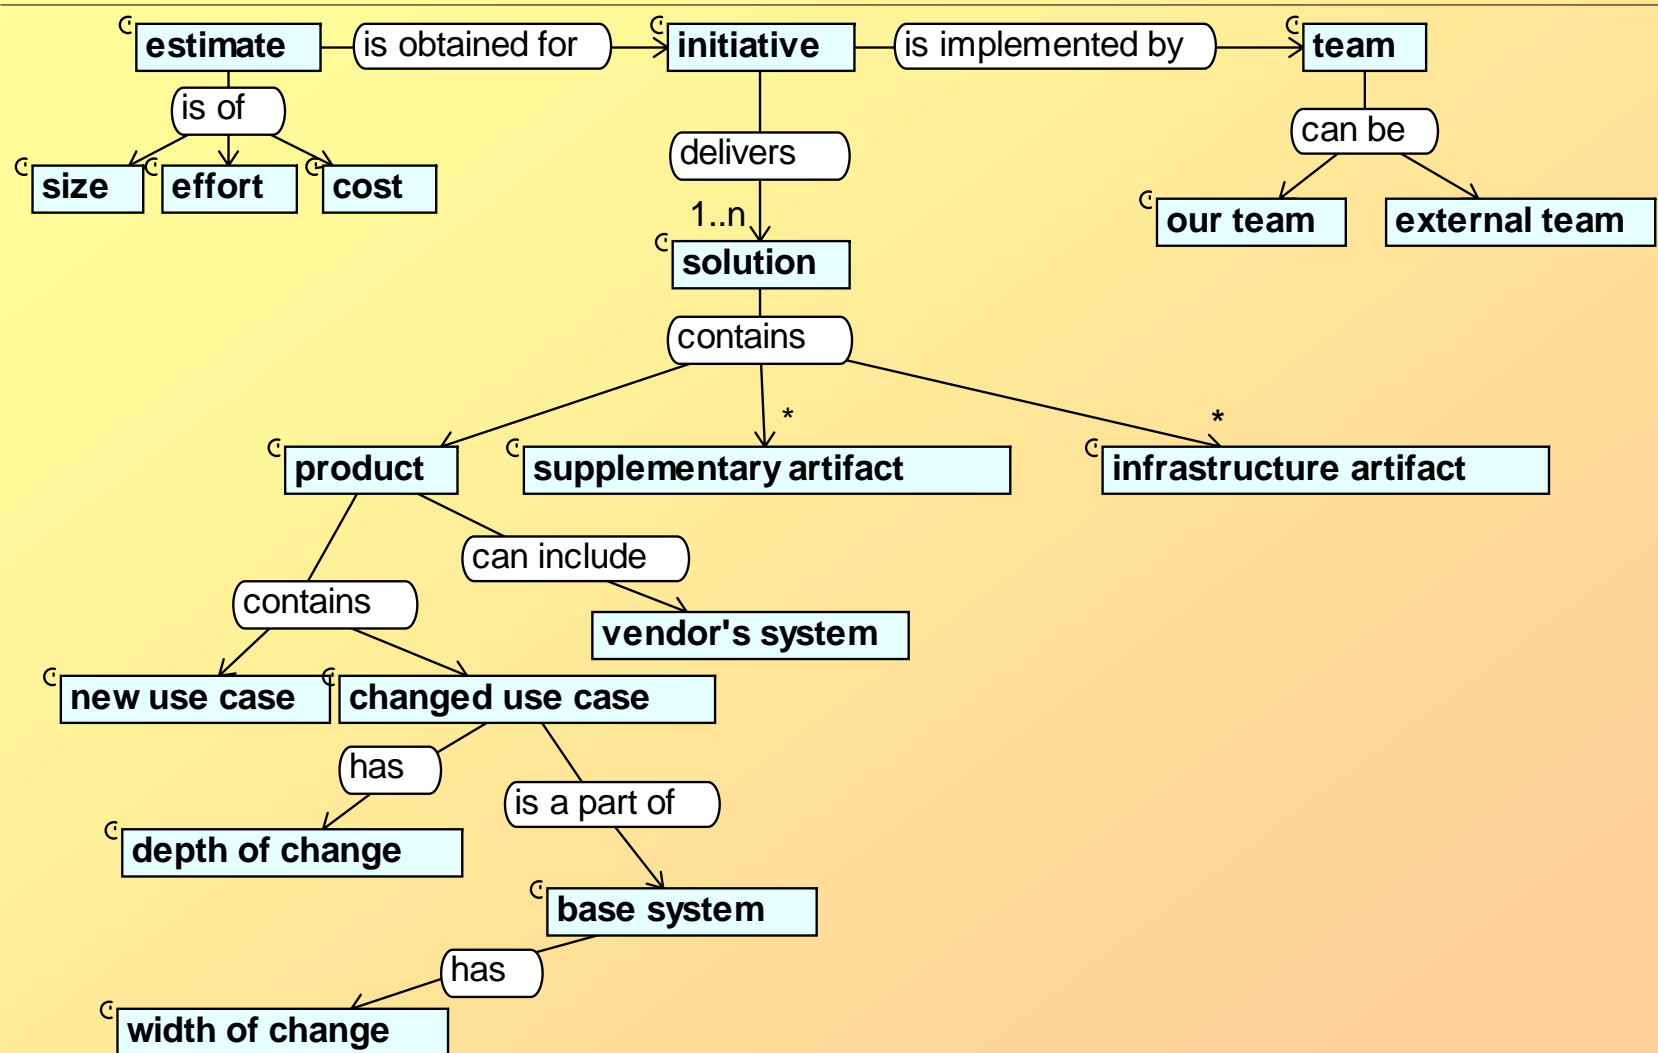 estimate
is obtained for
initiative
is implemented by
team
is of
can be
delivers
size
effort
cost
1..n
our team
external team
solution
contains
*
*
product
supplementary artifact
infrastructure artifact
can include
contains
vendor's system
new use case
changed use case
has
is a part of
depth of change
base system
has
width of change